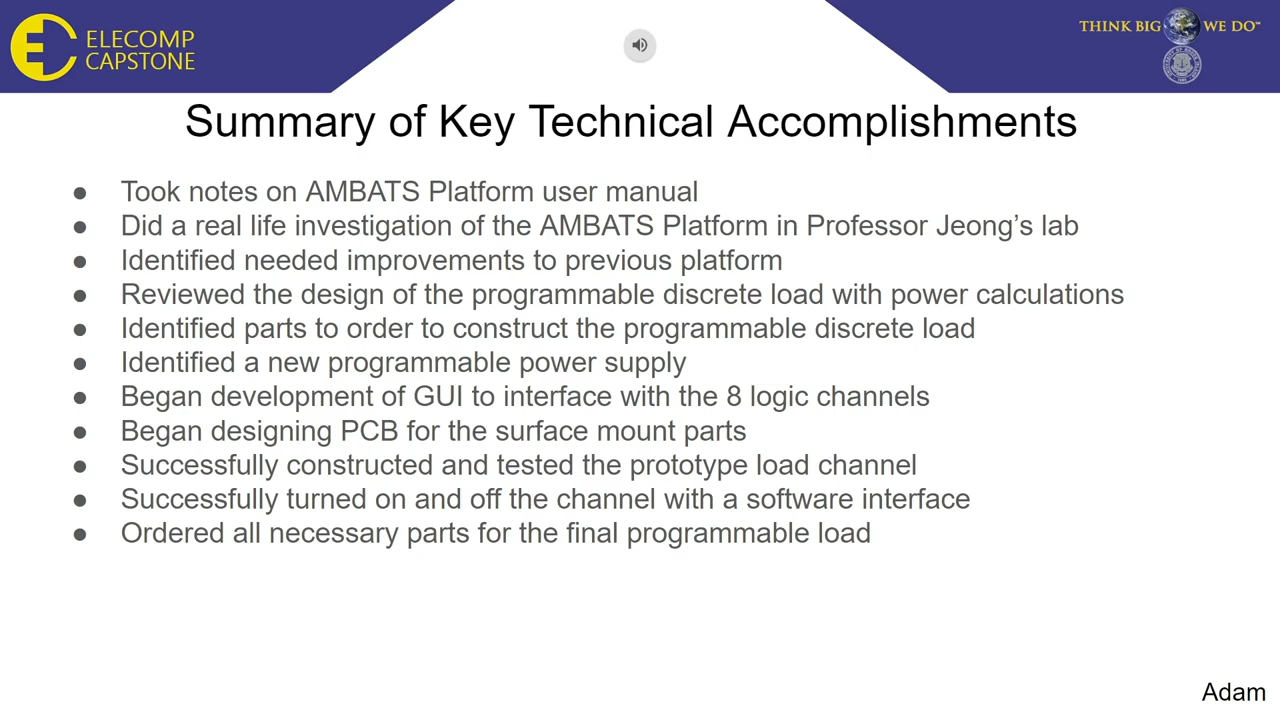 ELECOMP
CAPSTONE
THINK BIG WE DO℠
Summary of Key Technical Accomplishments
● Took notes on AMBATS Platform user manual
● Did a real life investigation of the AMBATS Platform in Professor Jeong’s lab
● Identified needed improvements to previous platform
● Reviewed the design of the programmable discrete load with power calculations
● Identified parts to order to construct the programmable discrete load
● Identified a new programmable power supply
● Began development of GUI to interface with the 8 logic channels
● Began designing PCB for the surface mount parts
● Successfully constructed and tested the prototype load channel
● Successfully turned on and off the channel with a software interface
● Ordered all necessary parts for the final programmable load
Adam